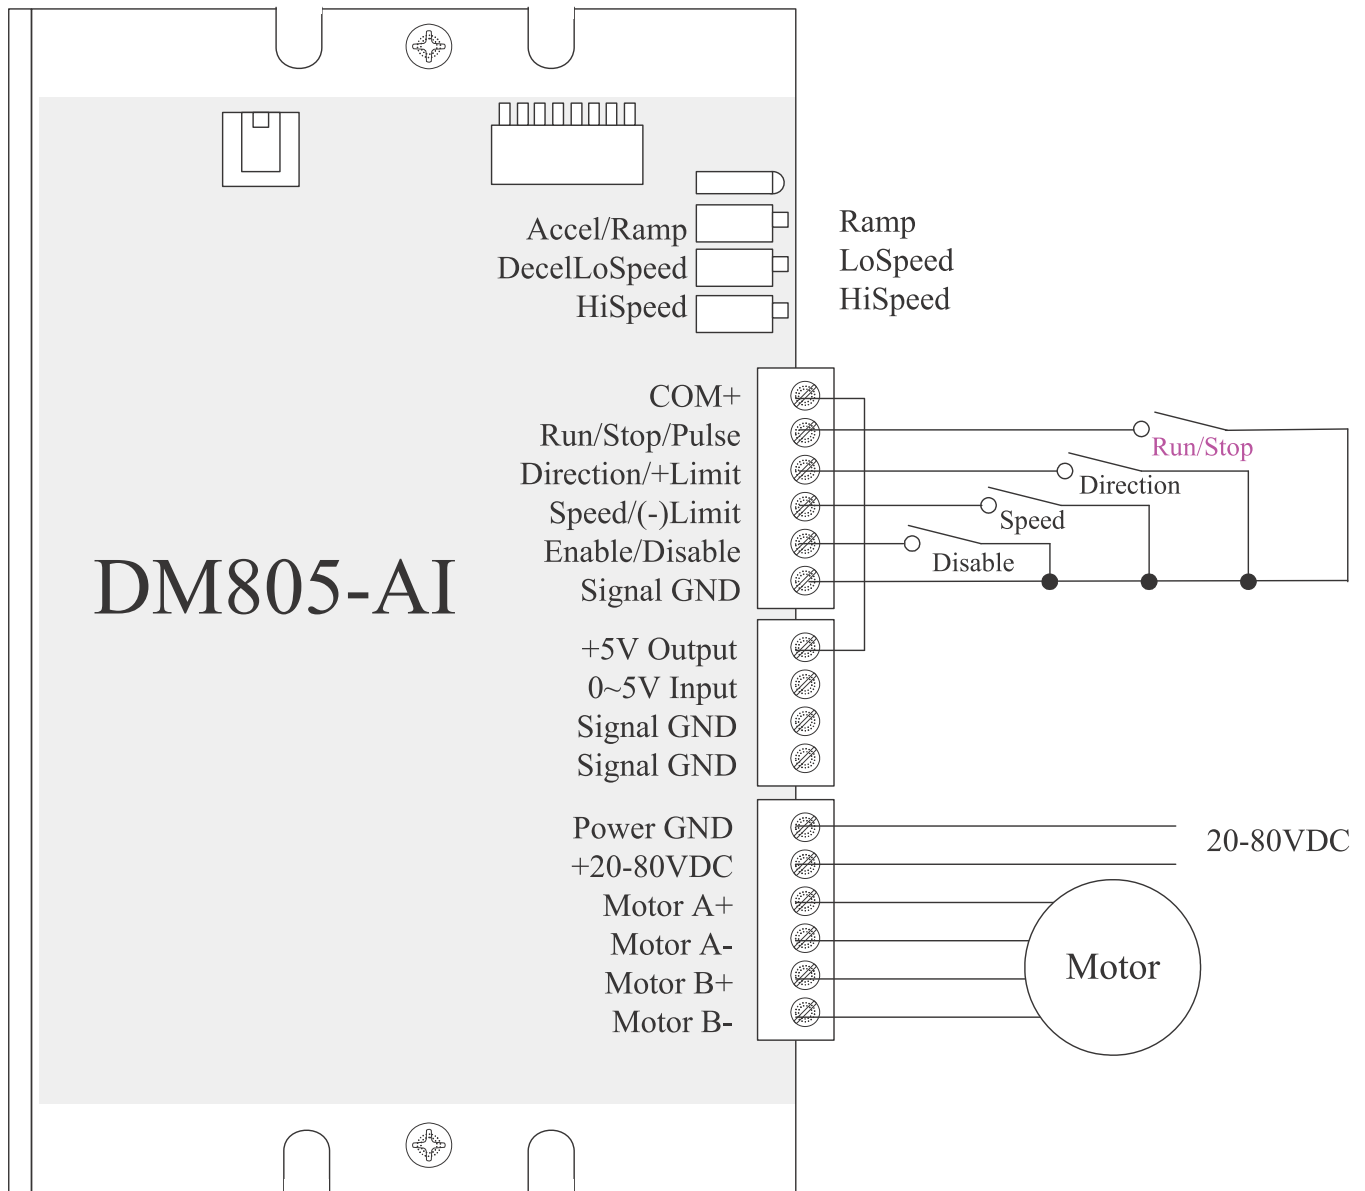 Accel/Ramp
DecelLoSpeed
HiSpeed
Ramp
LoSpeed
HiSpeed
COM+
Run/Stop/Pulse
Direction/+Limit
Speed/(-)Limit
Enable/Disable
Signal GND
Run/Stop
Direction
Speed
Disable
DM805-AI
+5V Output
0~5V Input
Signal GND
Signal GND
Power GND
+20-80VDC
Motor A+
Motor A-
Motor B+
Motor B-
20-80VDC
Motor